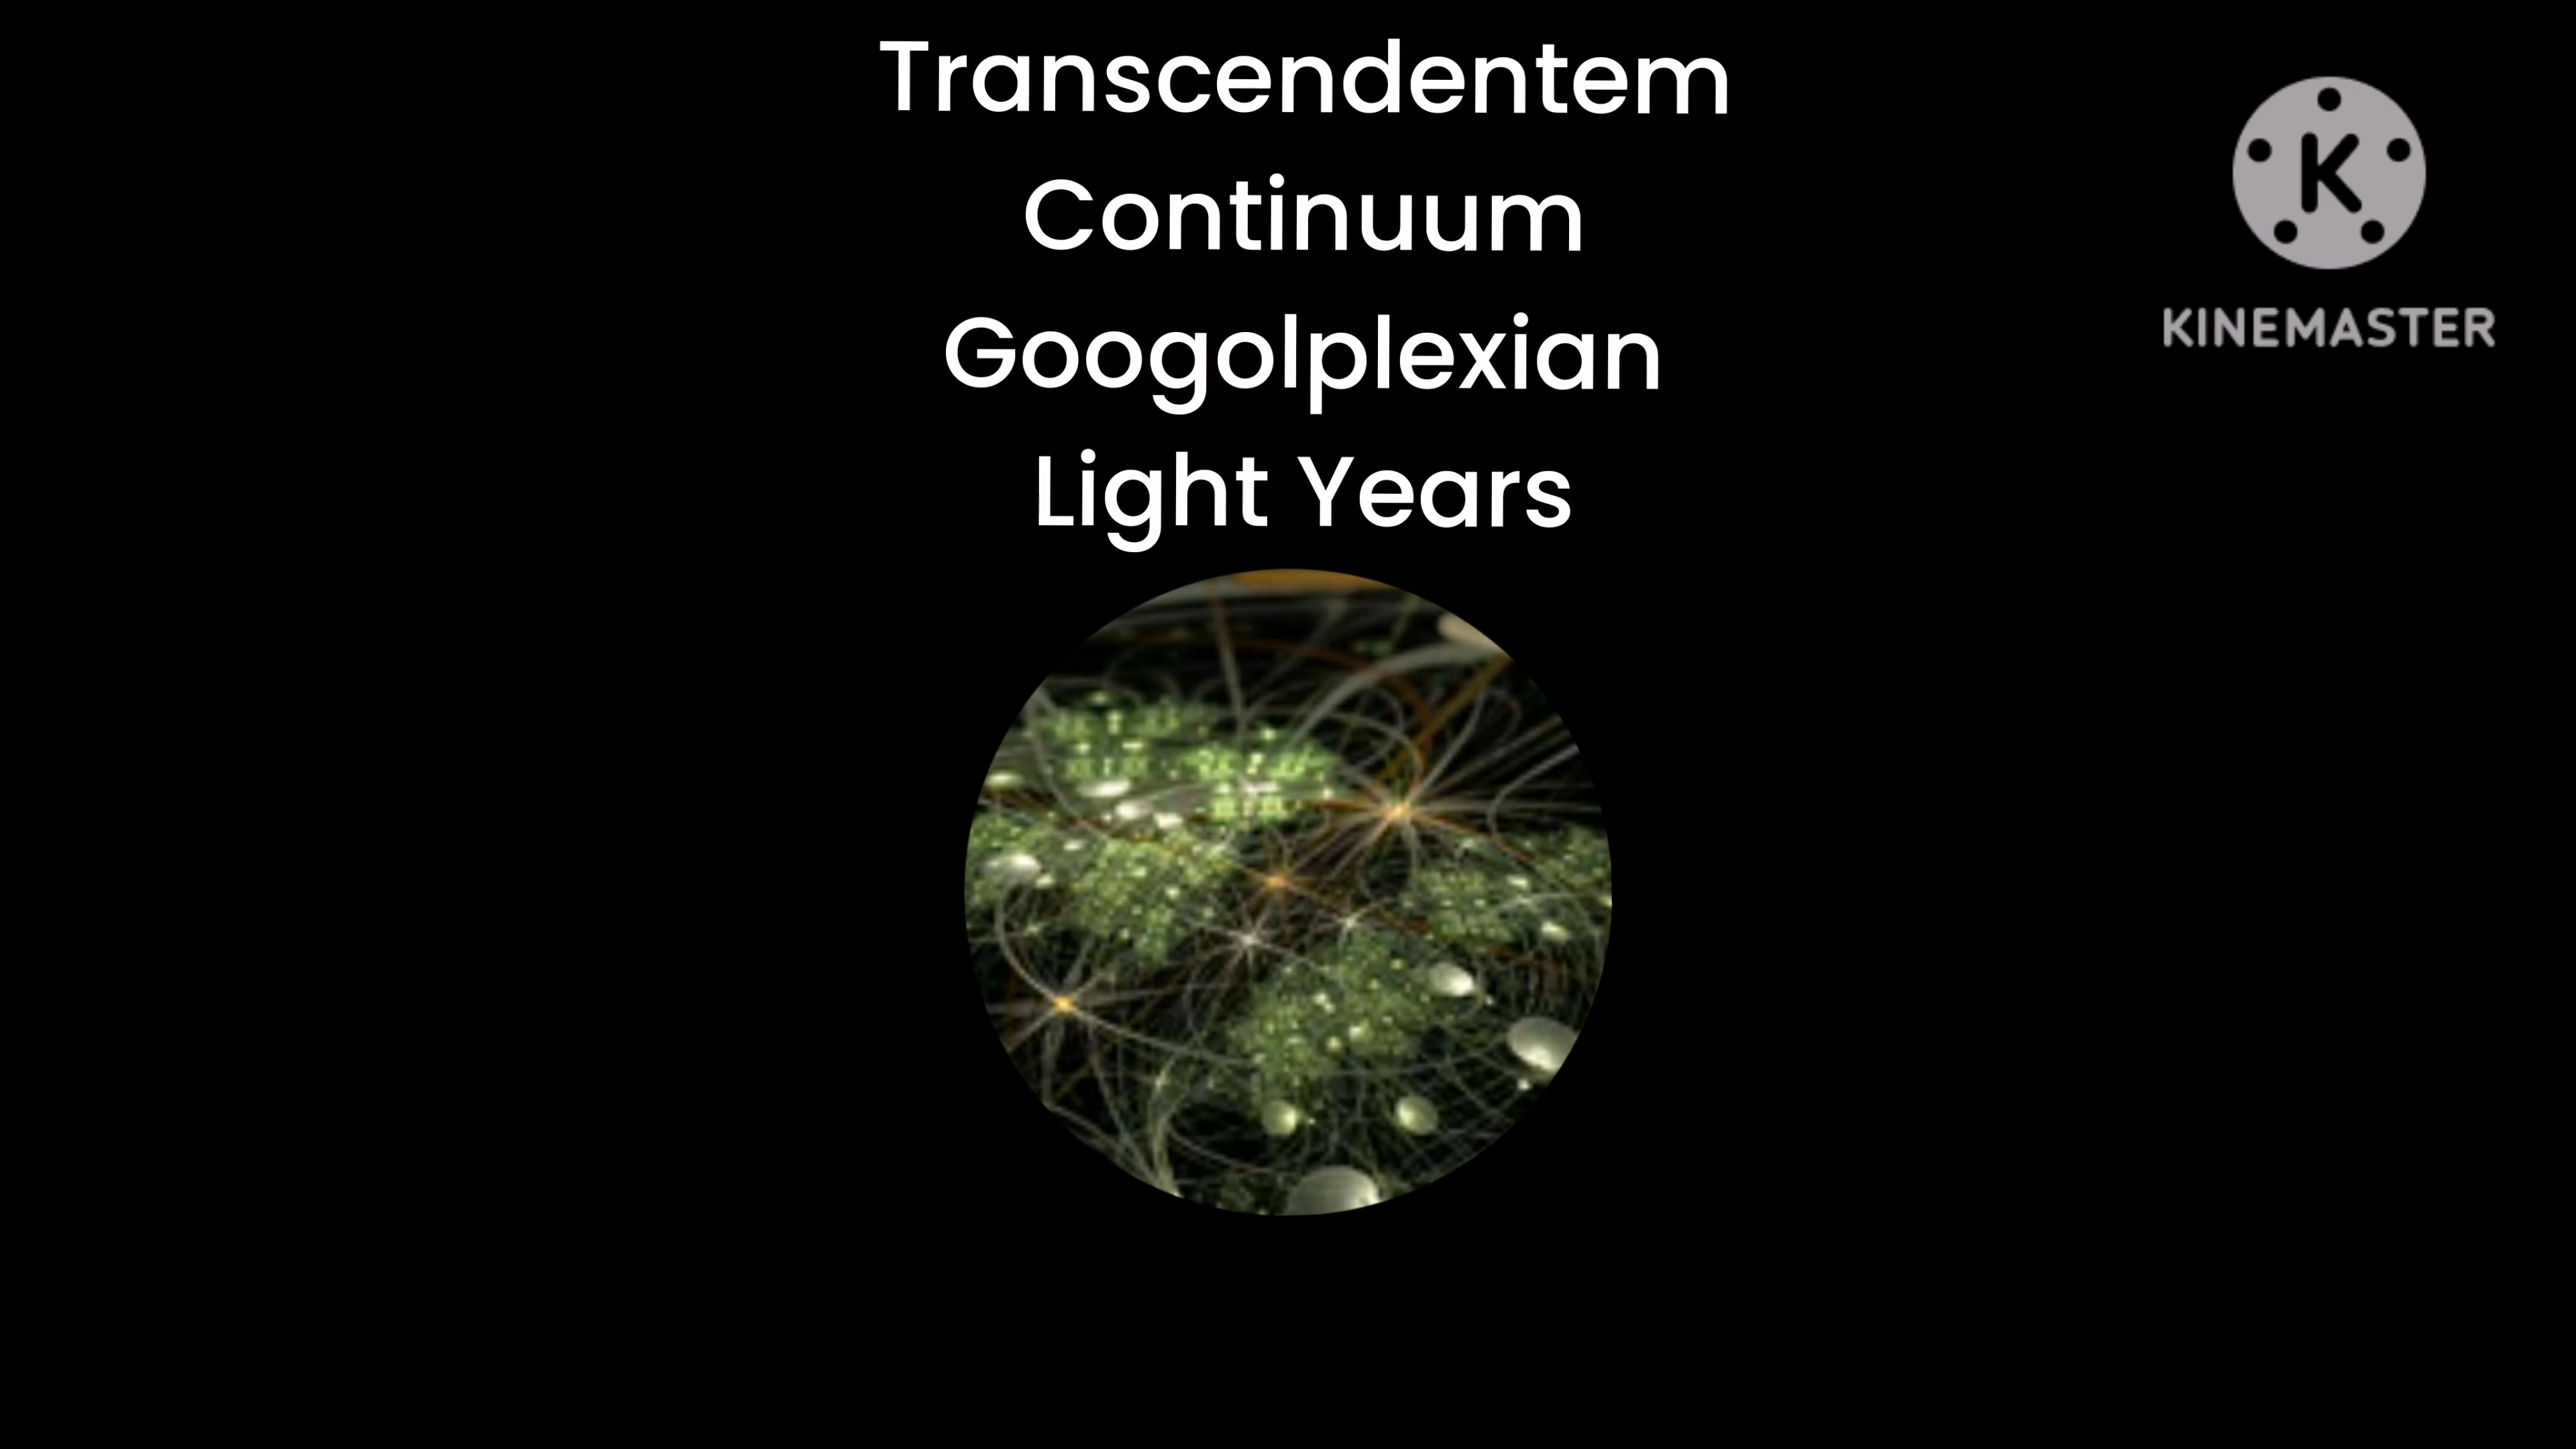 Transcendentem
Continuum
Googolplexian
Light Years
K
KINEMASTER